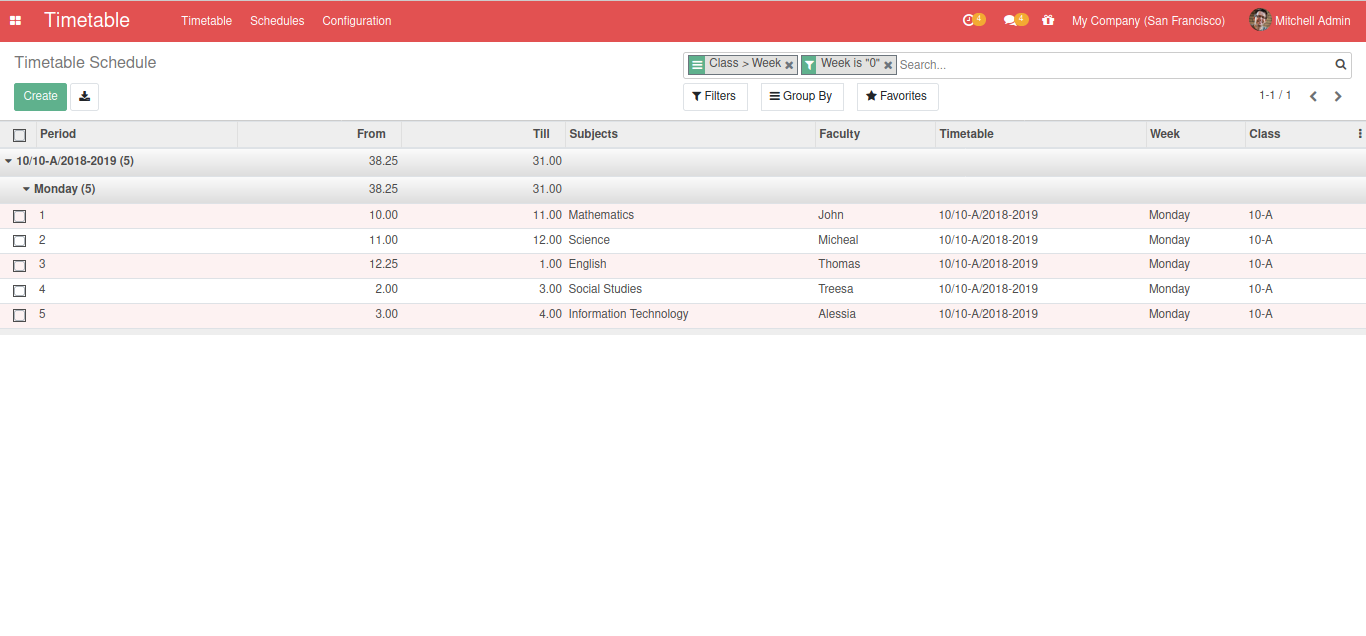 Timetable Timetable Schedules Configuration 4 4 My Company (San Francisco) Mitchell Admin
Timetable Schedule Class > Week Week is "0" Search...
Create Filters Group By Favorites 1-1 / 1
Period From Till Subjects Faculty Timetable Week Class
10/10-A/2018-2019 (5) 38.25 31.00
Monday (5) 38.25 31.00
1 10.00 11.00 Mathematics John 10/10-A/2018-2019 Monday 10-A
2 11.00 12.00 Science Micheal 10/10-A/2018-2019 Monday 10-A
3 12.25 1.00 English Thomas 10/10-A/2018-2019 Monday 10-A
4 2.00 3.00 Social Studies Treesa 10/10-A/2018-2019 Monday 10-A
5 3.00 4.00 Information Technology Alessia 10/10-A/2018-2019 Monday 10-A